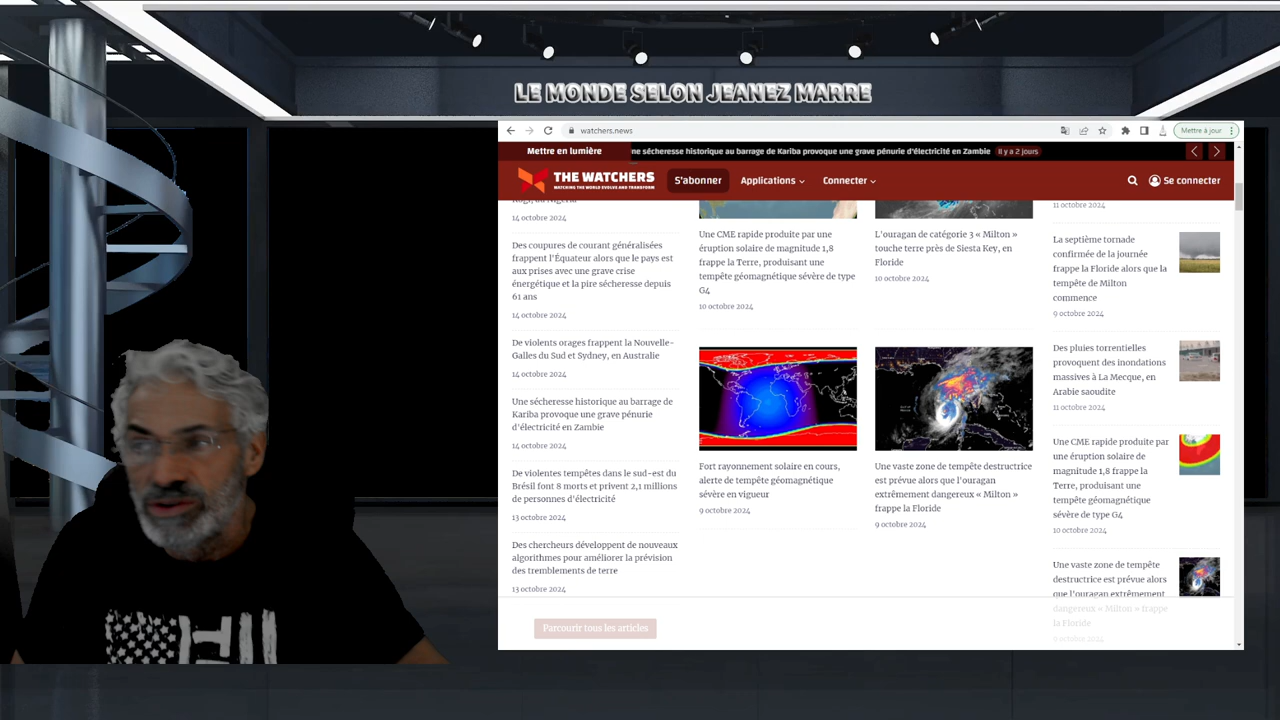 LE MONDE SELON JEANEZ MARRE
watchers.news
Mettre à jour
Mettre en lumière
ne sécheresse historique au barrage de Kariba provoque une grave pénurie d'électricité en Zambie
Il y a 2 jours
THE WATCHERS
WATCHING THE WORLD EVOLVE AND TRANSFORM
S'abonner
Applications
Connecter
Se connecter
14 octobre 2024
Des coupures de courant généralisées
frappent l'Équateur alors que le pays est
aux prises avec une grave crise
énergétique et la pire sécheresse depuis
61 ans
14 octobre 2024
De violents orages frappent la Nouvelle-
Galles du Sud et Sydney, en Australie
14 octobre 2024
Une sécheresse historique au barrage de
Kariba provoque une grave pénurie
d'électricité en Zambie
14 octobre 2024
De violentes tempêtes dans le sud-est du
Brésil font 8 morts et privent 2,1 millions
de personnes d'électricité
13 octobre 2024
Des chercheurs développent de nouveaux
algorithmes pour améliorer la prévision
des tremblements de terre
13 octobre 2024
Parcourir tous les articles
Une CME rapide produite par une
éruption solaire de magnitude 1,8
frappe la Terre, produisant une
tempête géomagnétique sévère de type
G4
10 octobre 2024
L'ouragan de catégorie 3 « Milton »
touche terre près de Siesta Key, en
Floride
10 octobre 2024
Fort rayonnement solaire en cours,
alerte de tempête géomagnétique
sévère en vigueur
9 octobre 2024
Une vaste zone de tempête destructrice
est prévue alors que l'ouragan
extrêmement dangereux « Milton »
frappe la Floride
9 octobre 2024
11 octobre 2024
La septième tornade
confirmée de la journée
frappe la Floride alors que la
tempête de Milton
commence
9 octobre 2024
Des pluies torrentielles
provoquent des inondations
massives à La Mecque, en
Arabie saoudite
11 octobre 2024
Une CME rapide produite par
une éruption solaire de
magnitude 1,8 frappe la
Terre, produisant une
tempête géomagnétique
sévère de type G4
10 octobre 2024
Une vaste zone de tempête
destructrice est prévue alors
que l'ouragan extrêmement
dangereux « Milton » frappe
la Floride
9 octobre 2024